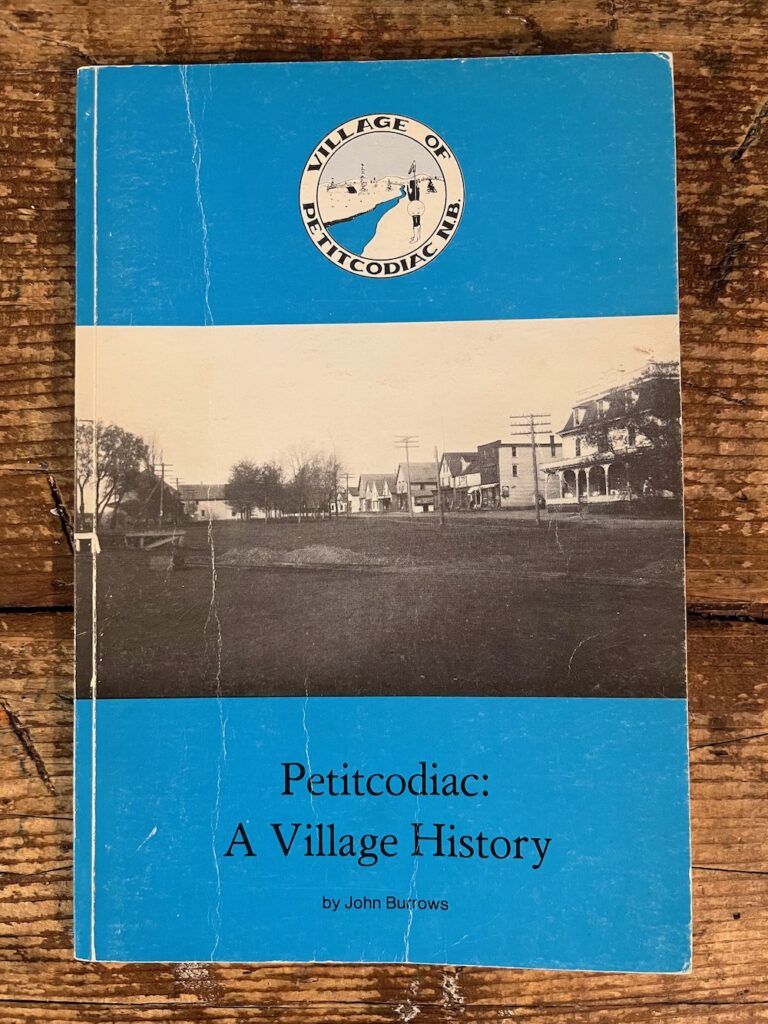 VILLAGE OF
PETITCODIAC N.B.
Petitcodiac:
A Village History
by John Burrows